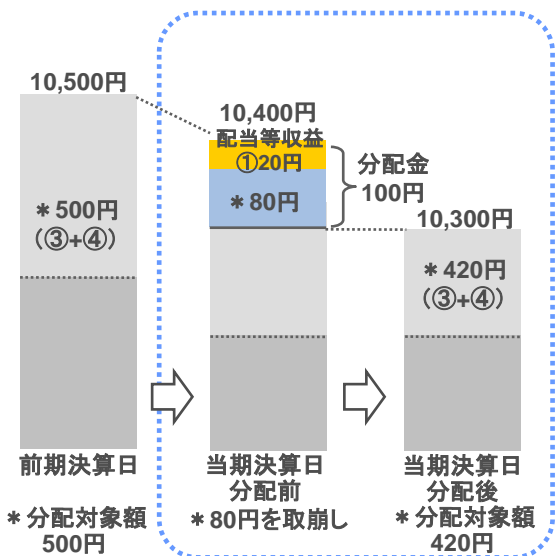 10,500円
＊500円
（③+④）
前期決算日
＊分配対象額
500円
10,400円
配当等収益
①20円
＊80円
分配金
100円
当期決算日
分配前
＊80円を取崩し
10,300円
＊420円
（③+④）
当期決算日
分配後
＊分配対象額
420円